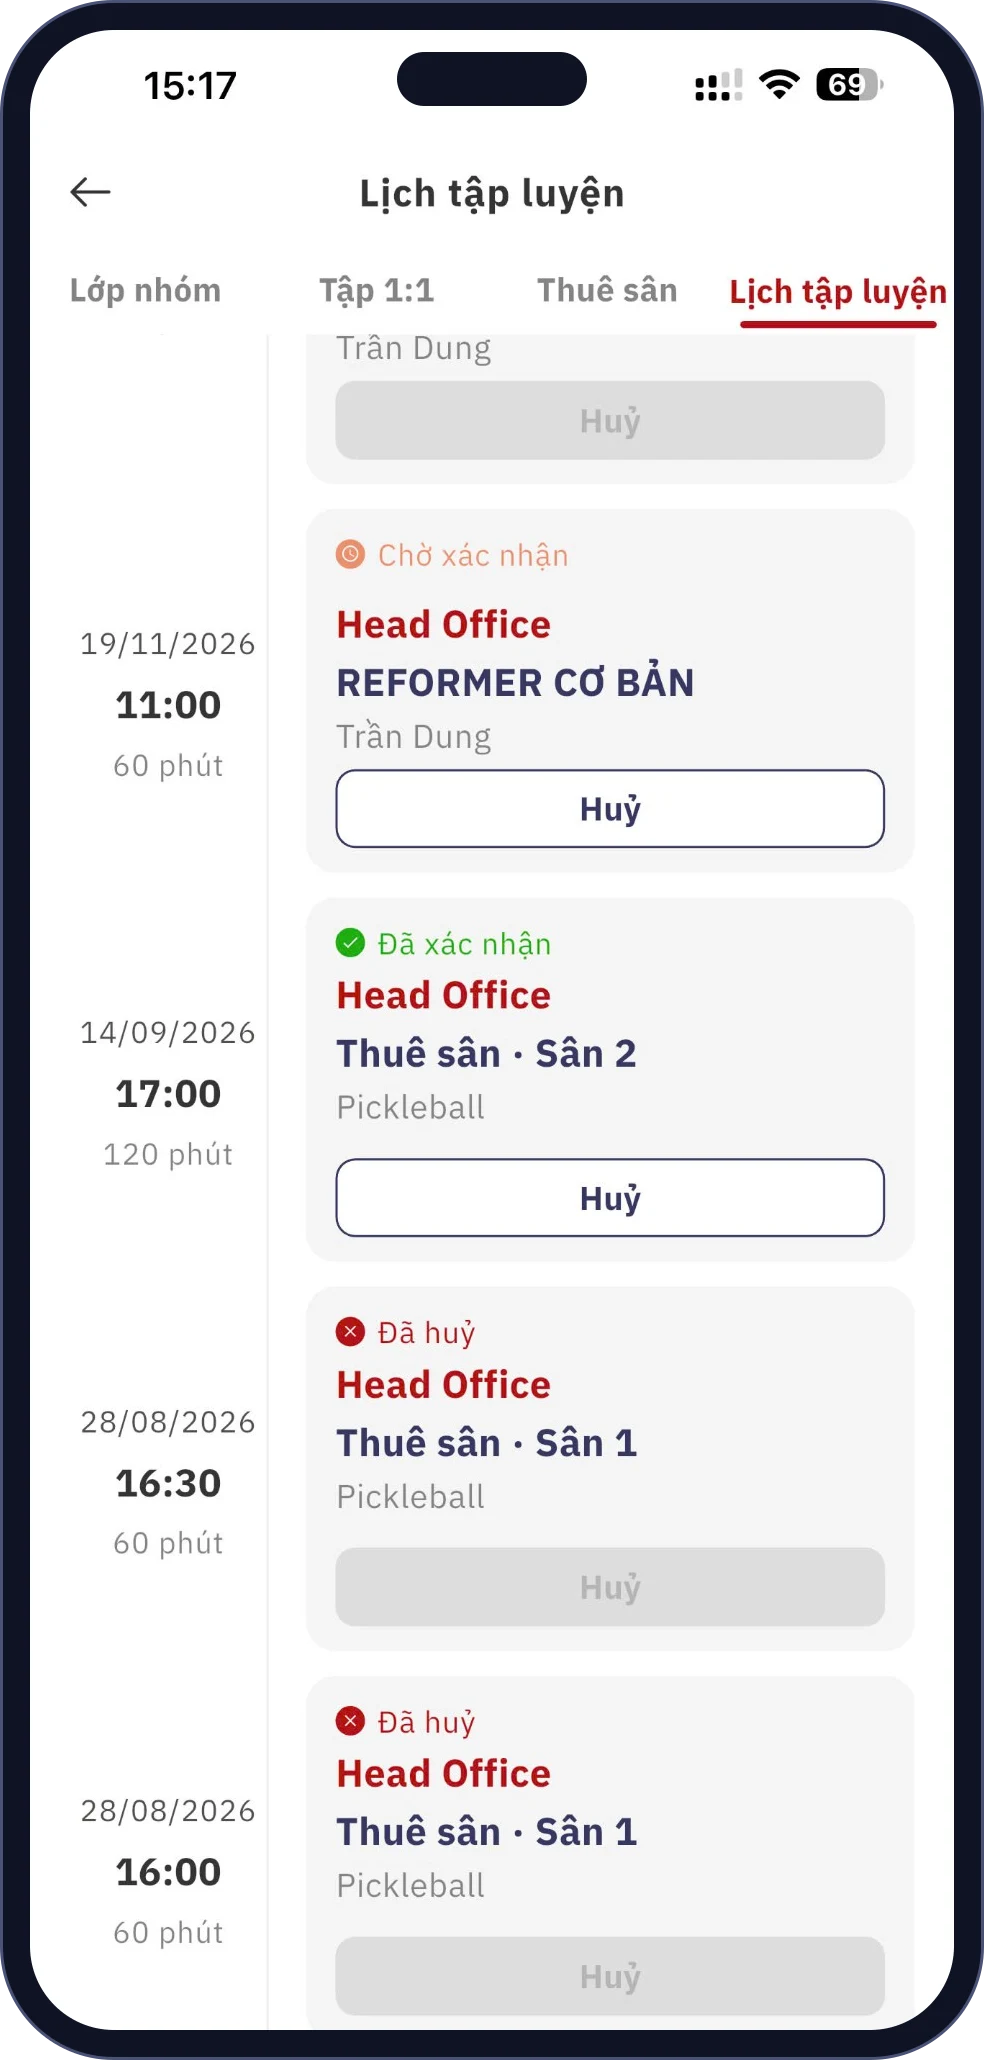 15:17
69
Lịch tập luyện
Lớp nhóm
Tập 1:1
Thuê sân
Lịch tập luyện
Trần Dung
Huỷ
19/11/2026
11:00
60 phút
Chờ xác nhận
Head Office
REFORMER CƠ BẢN
Trần Dung
Huỷ
14/09/2026
17:00
120 phút
Đã xác nhận
Head Office
Thuê sân · Sân 2
Pickleball
Huỷ
28/08/2026
16:30
60 phút
Đã huỷ
Head Office
Thuê sân · Sân 1
Pickleball
Huỷ
28/08/2026
16:00
60 phút
Đã huỷ
Head Office
Thuê sân · Sân 1
Pickleball
Huỷ